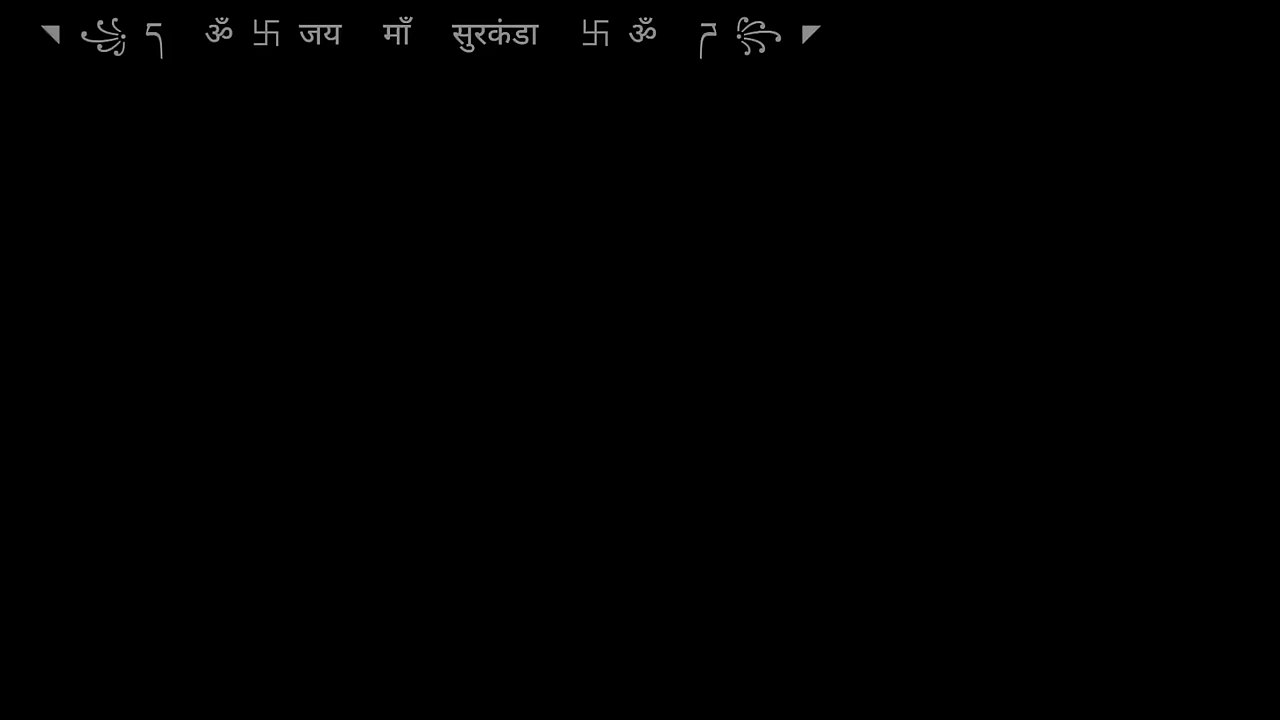 ◥ ꧁ ད ॐ 卐 जय माँ सुरकंडा 卐 ॐ ཌ ꧂ ◤